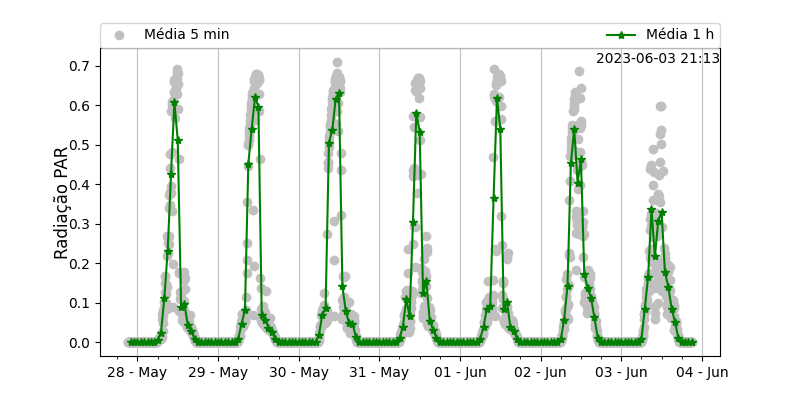 Média 5 min
Média 1 h
2023-06-03 21:13
Radiação PAR
0.7
0.6
0.5
0.4
0.3
0.2
0.1
0.0
28 - May
29 - May
30 - May
31 - May
01 - Jun
02 - Jun
03 - Jun
04 - Jun